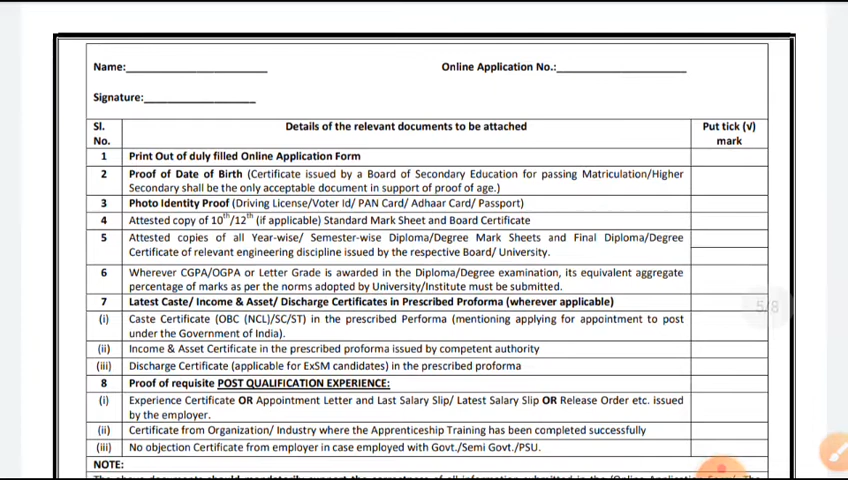 Name:____________________ Online Application No.:____________________
Signature:________________
Sl. No. Details of the relevant documents to be attached Put tick (√) mark
1 Print Out of duly filled Online Application Form
2 Proof of Date of Birth (Certificate issued by a Board of Secondary Education for passing Matriculation/Higher
Secondary shall be the only acceptable document in support of proof of age.)
3 Photo Identity Proof (Driving License/Voter Id/ PAN Card/ Adhaar Card/ Passport)
4 Attested copy of 10th/12th (if applicable) Standard Mark Sheet and Board Certificate
5 Attested copies of all Year-wise/ Semester-wise Diploma/Degree Mark Sheets and Final Diploma/Degree
Certificate of relevant engineering discipline issued by the respective Board/ University.
6 Wherever CGPA/OGPA or Letter Grade is awarded in the Diploma/Degree examination, its equivalent aggregate
percentage of marks as per the norms adopted by University/Institute must be submitted.
7 Latest Caste/ Income & Asset/ Discharge Certificates in Prescribed Proforma (wherever applicable)
5/8
(i) Caste Certificate (OBC (NCL)/SC/ST) in the prescribed Performa (mentioning applying for appointment to post
under the Government of India).
(ii) Income & Asset Certificate in the prescribed proforma issued by competent authority
(iii) Discharge Certificate (applicable for ExSM candidates) in the prescribed proforma
8 Proof of requisite POST QUALIFICATION EXPERIENCE:
(i) Experience Certificate OR Appointment Letter and Last Salary Slip/ Latest Salary Slip OR Release Order etc. issued
by the employer.
(ii) Certificate from Organization/ Industry where the Apprenticeship Training has been completed successfully
(iii) No objection Certificate from employer in case employed with Govt./Semi Govt./PSU.
NOTE: